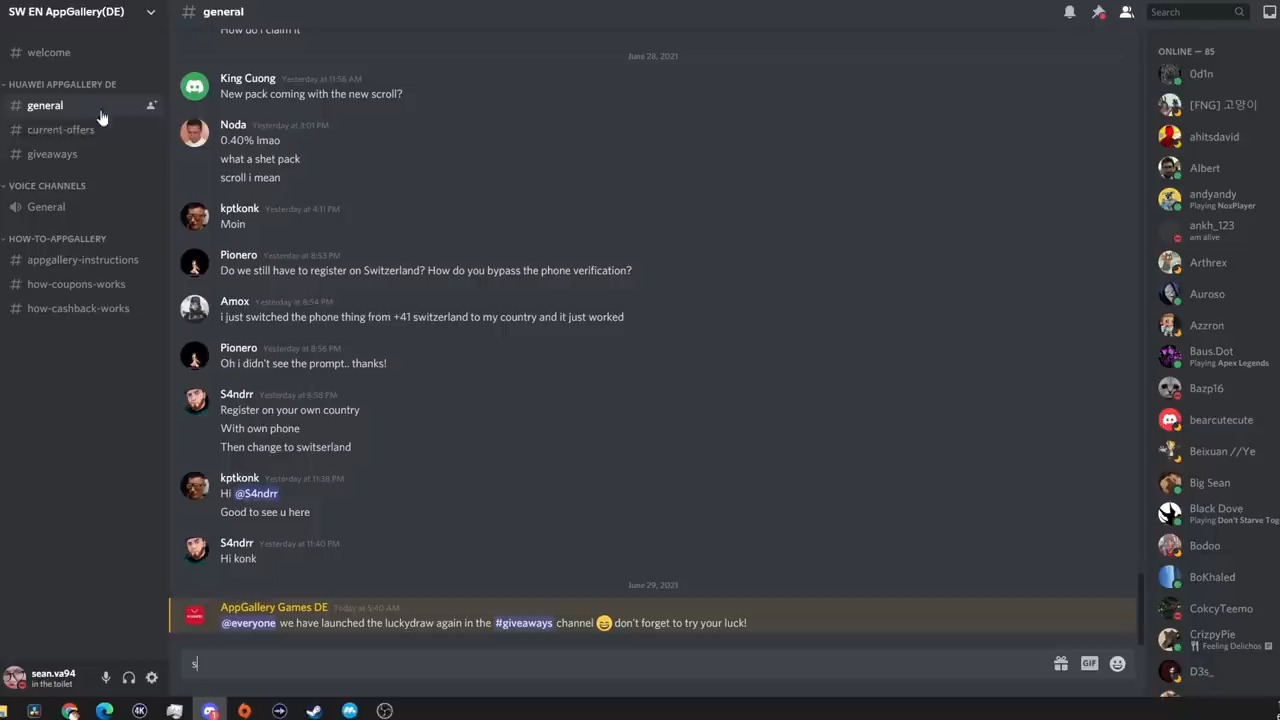 SW EN AppGallery(DE)
# welcome
HUAWEI APPGALLERY DE
# general
# current-offers
# giveaways
VOICE CHANNELS
General
HOW-TO-APPGALLERY
# appgallery-instructions
# how-coupons-works
# how-cashback-works
sean.va94
in the toilet
# general
Search
How do i claim it
June 28, 2021
King Cuong Yesterday at 11:56 AM
New pack coming with the new scroll?
Noda Yesterday at 3:01 PM
0.40% lmao
what a shet pack
scroll i mean
kptkonk Yesterday at 4:11 PM
Moin
Pionero Yesterday at 8:53 PM
Do we still have to register on Switzerland? How do you bypass the phone verification?
Amox Yesterday at 8:54 PM
i just switched the phone thing from +41 switzerland to my country and it just worked
Pionero Yesterday at 8:56 PM
Oh i didn't see the prompt.. thanks!
S4ndrr Yesterday at 8:58 PM
Register on your own country
With own phone
Then change to switserland
kptkonk Yesterday at 11:38 PM
Hi @S4ndrr
Good to see u here
S4ndrr Yesterday at 11:40 PM
Hi konk
June 29, 2021
AppGallery Games DE Today at 5:40 AM
@everyone we have launched the luckydraw again in the #giveaways channel 😄 don't forget to try your luck!
s
GIF
ONLINE — 85
0d1n
[FNG] 고양이
ahitsdavid
Albert
andyandy
Playing NoxPlayer
ankh_123
am alive
Arthrex
Auroso
Azzron
Baus.Dot
Playing Apex Legends
Bazp16
bearcutecute
Beixuan //Ye
Big Sean
Black Dove
Playing Don't Starve Tog
Bodoo
BoKhaled
CokcyTeemo
CrizpyPie
Feeling Delichos
D3s_
4K